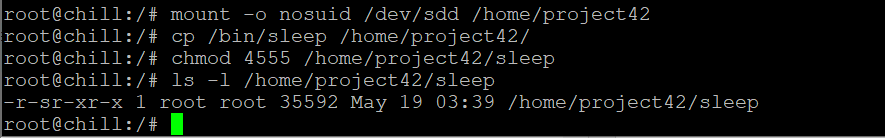 root@chill:/# mount -o nosuid /dev/sdd /home/project42
root@chill:/# cp /bin/sleep /home/project42/
root@chill:/# chmod 4555 /home/project42/sleep
root@chill:/# ls -l /home/project42/sleep
-r-sr-xr-x 1 root root 35592 May 19 03:39 /home/project42/sleep
root@chill:/#